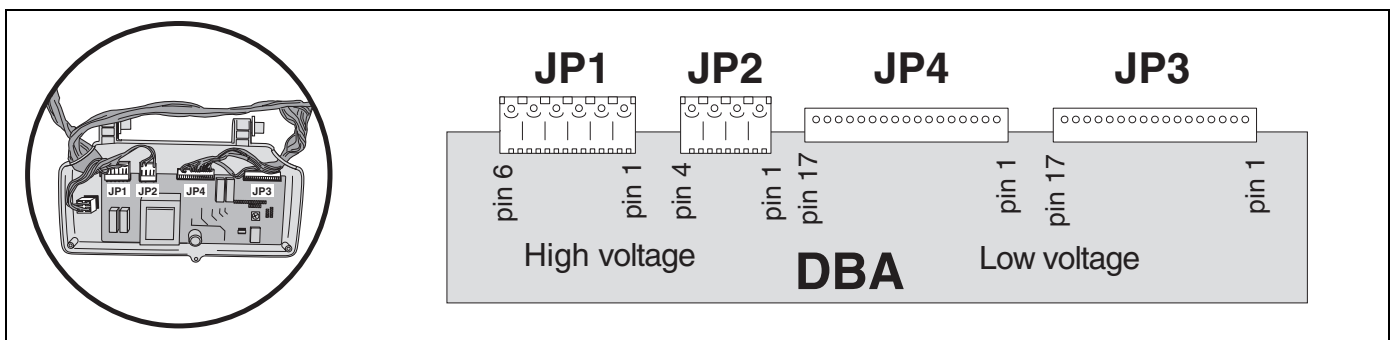 JP1 JP2 JP4 JP3
JP1 JP2 JP4 JP3
pin 6 pin 1 pin 4 pin 1 pin 17 pin 1 pin 17 pin 1
High voltage DBA Low voltage